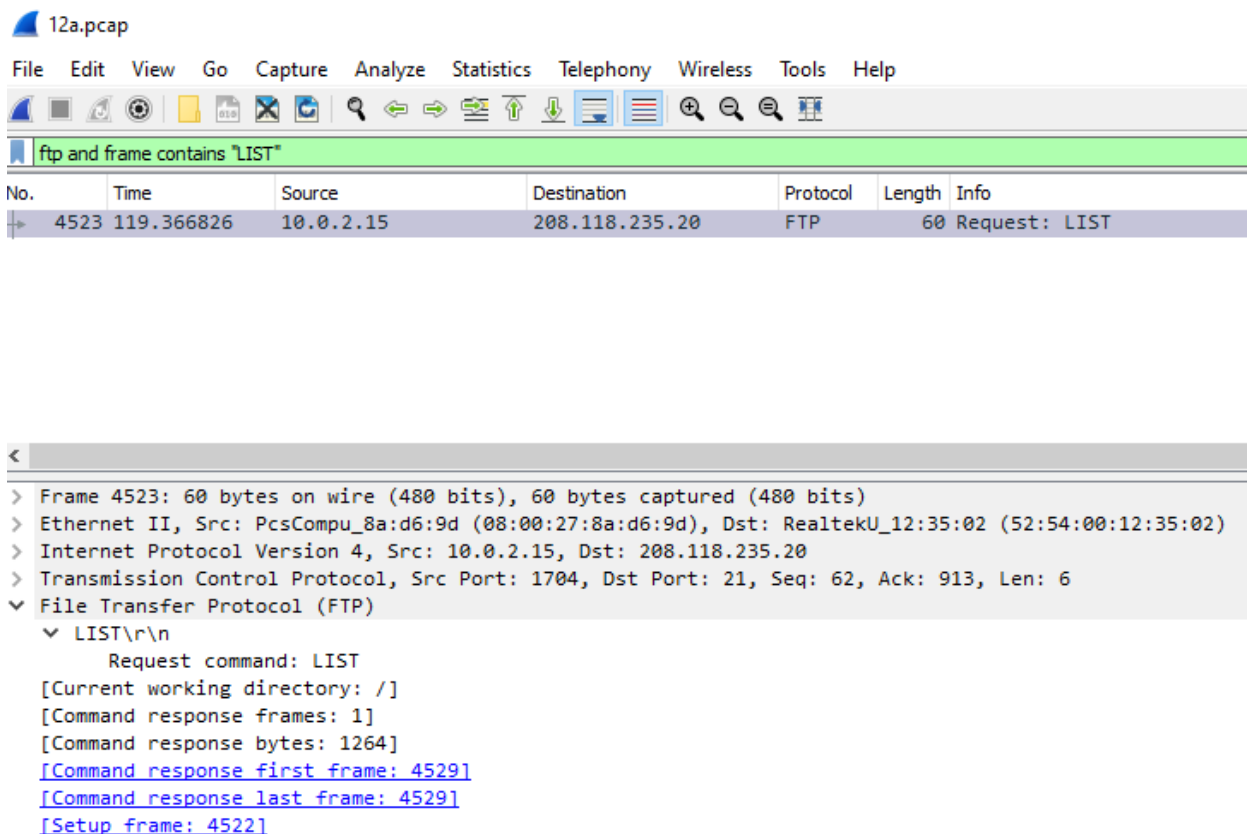 12a.pcap
File Edit View Go Capture Analyze Statistics Telephony Wireless Tools Help
ftp and frame contains "LIST"
No. Time Source Destination Protocol Length Info
4523 119.366826 10.0.2.15 208.118.235.20 FTP 60 Request: LIST
Frame 4523: 60 bytes on wire (480 bits), 60 bytes captured (480 bits)
Ethernet II, Src: PcsCompu_8a:d6:9d (08:00:27:8a:d6:9d), Dst: RealtekU_12:35:02 (52:54:00:12:35:02)
Internet Protocol Version 4, Src: 10.0.2.15, Dst: 208.118.235.20
Transmission Control Protocol, Src Port: 1704, Dst Port: 21, Seq: 62, Ack: 913, Len: 6
File Transfer Protocol (FTP)
LIST\r\n
Request command: LIST
[Current working directory: /]
[Command response frames: 1]
[Command response bytes: 1264]
[Command response first frame: 4529]
[Command response last frame: 4529]
[Setup frame: 4522]